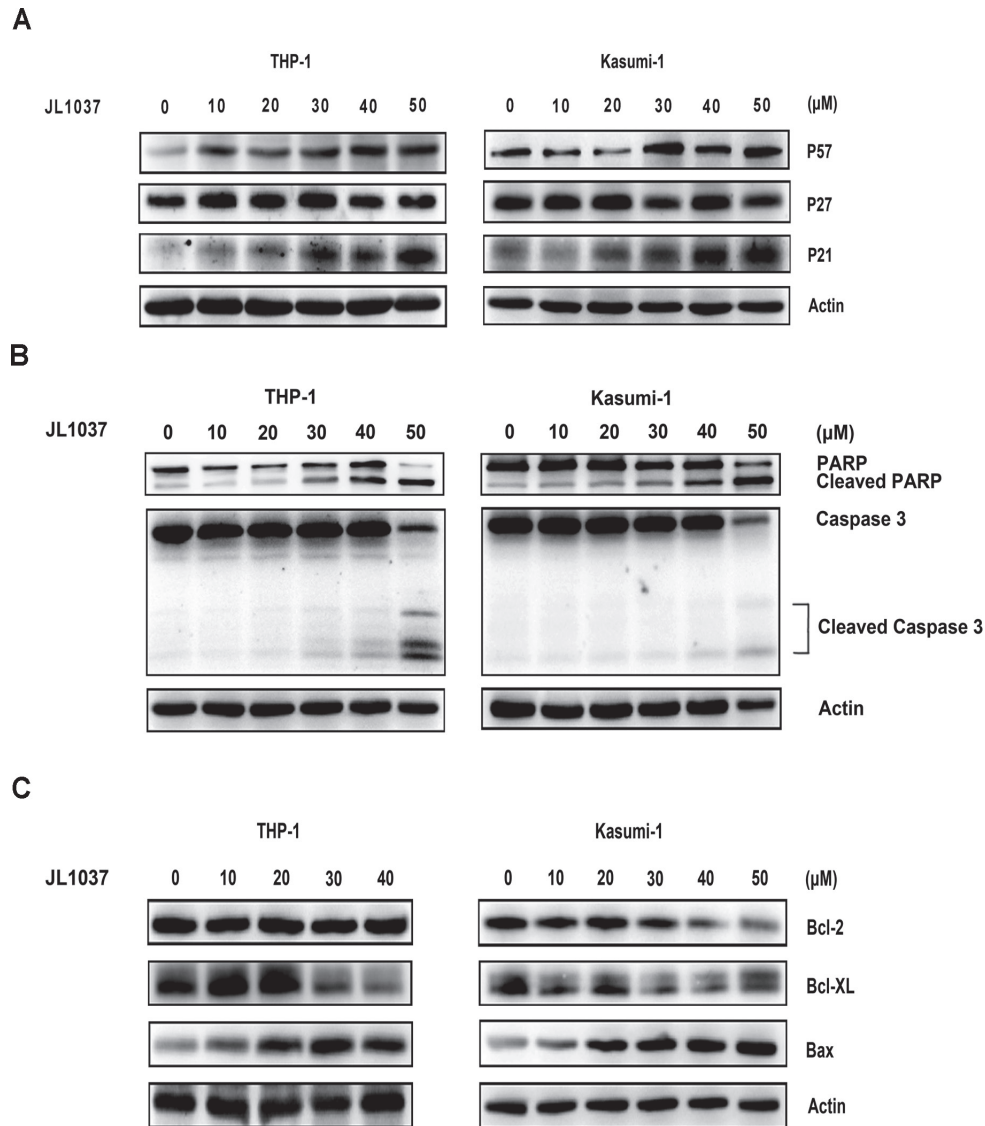 A
THP-1 Kasumi-1
JL1037 0 10 20 30 40 50 0 10 20 30 40 50 (µM)
P57
P27
P21
Actin
B
THP-1 Kasumi-1
JL1037 0 10 20 30 40 50 0 10 20 30 40 50 (µM)
PARP
Cleaved PARP
Caspase 3
Cleaved Caspase 3
Actin
C
THP-1 Kasumi-1
JL1037 0 10 20 30 40 0 10 20 30 40 50 (µM)
Bcl-2
Bcl-XL
Bax
Actin